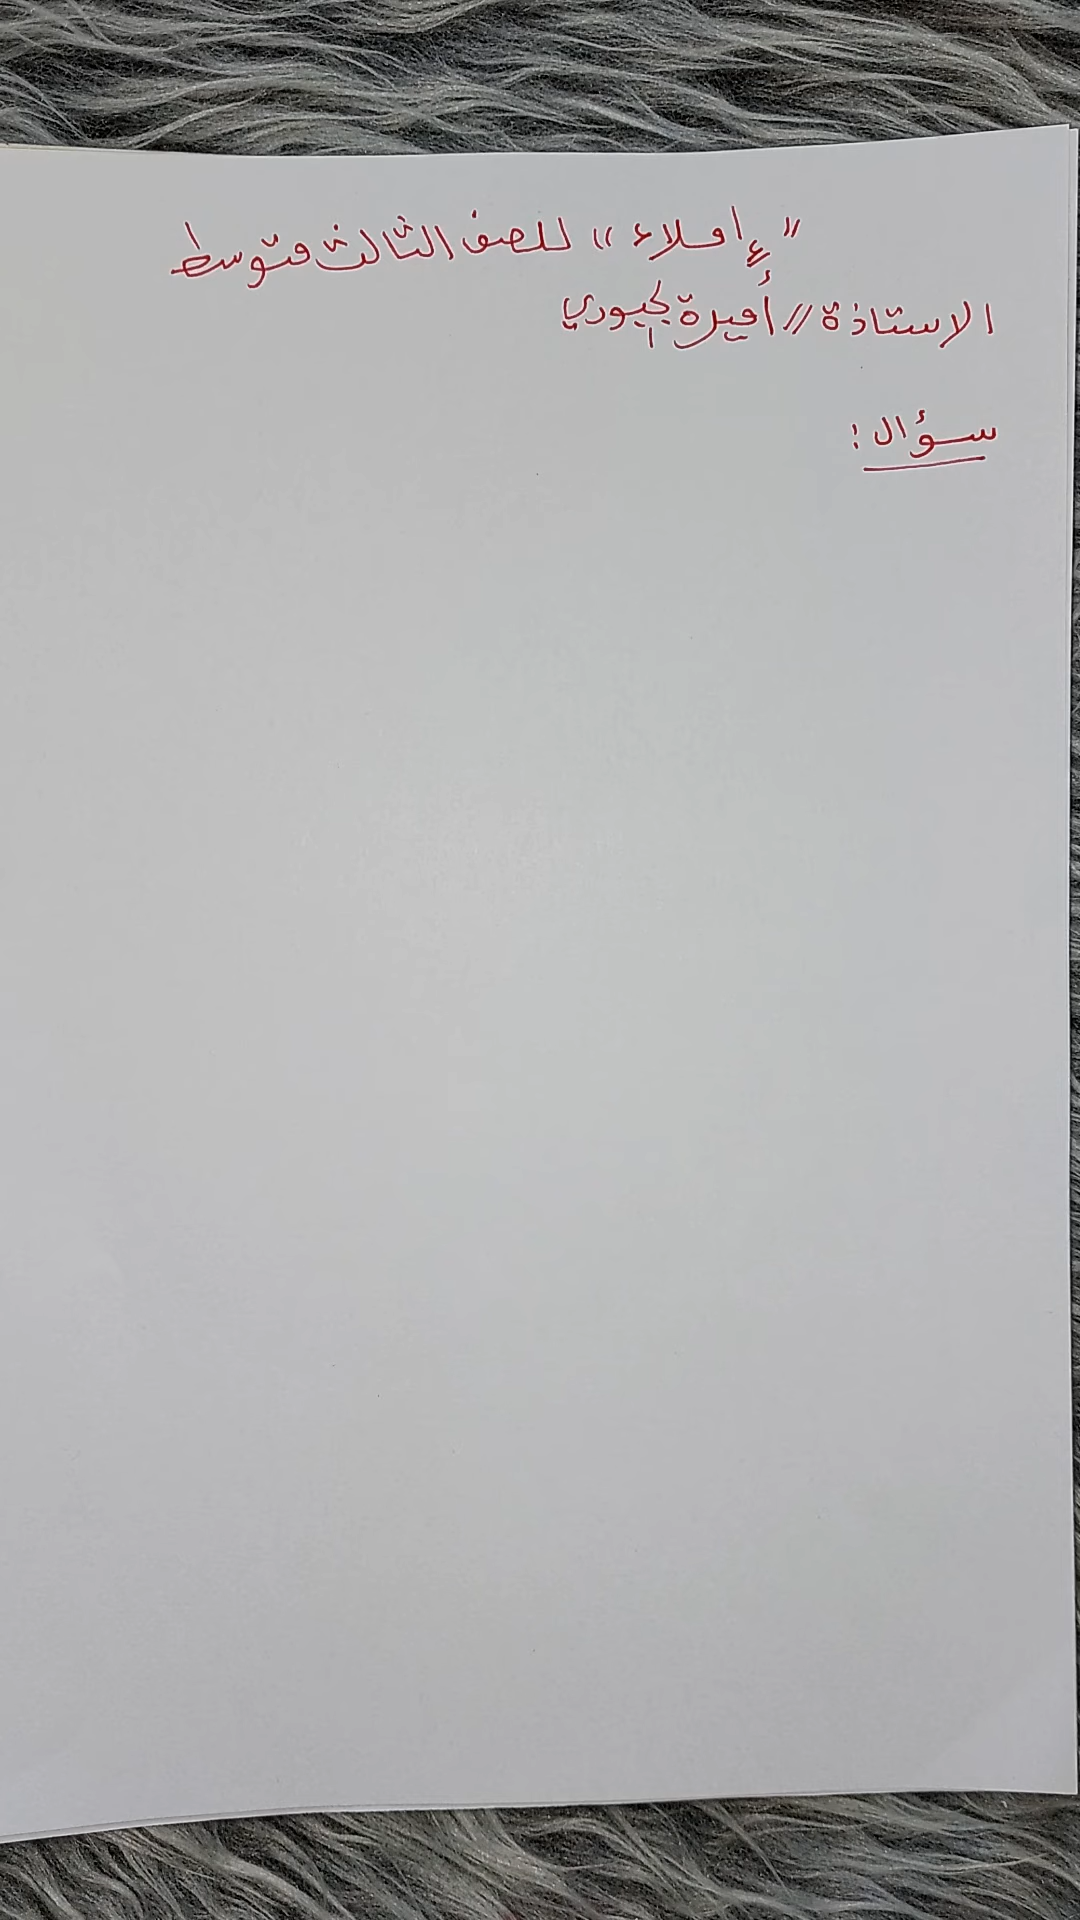 "إملاء" للصف الثالث متوسط
الاستاذة // أميرة الجبوري
سؤال :